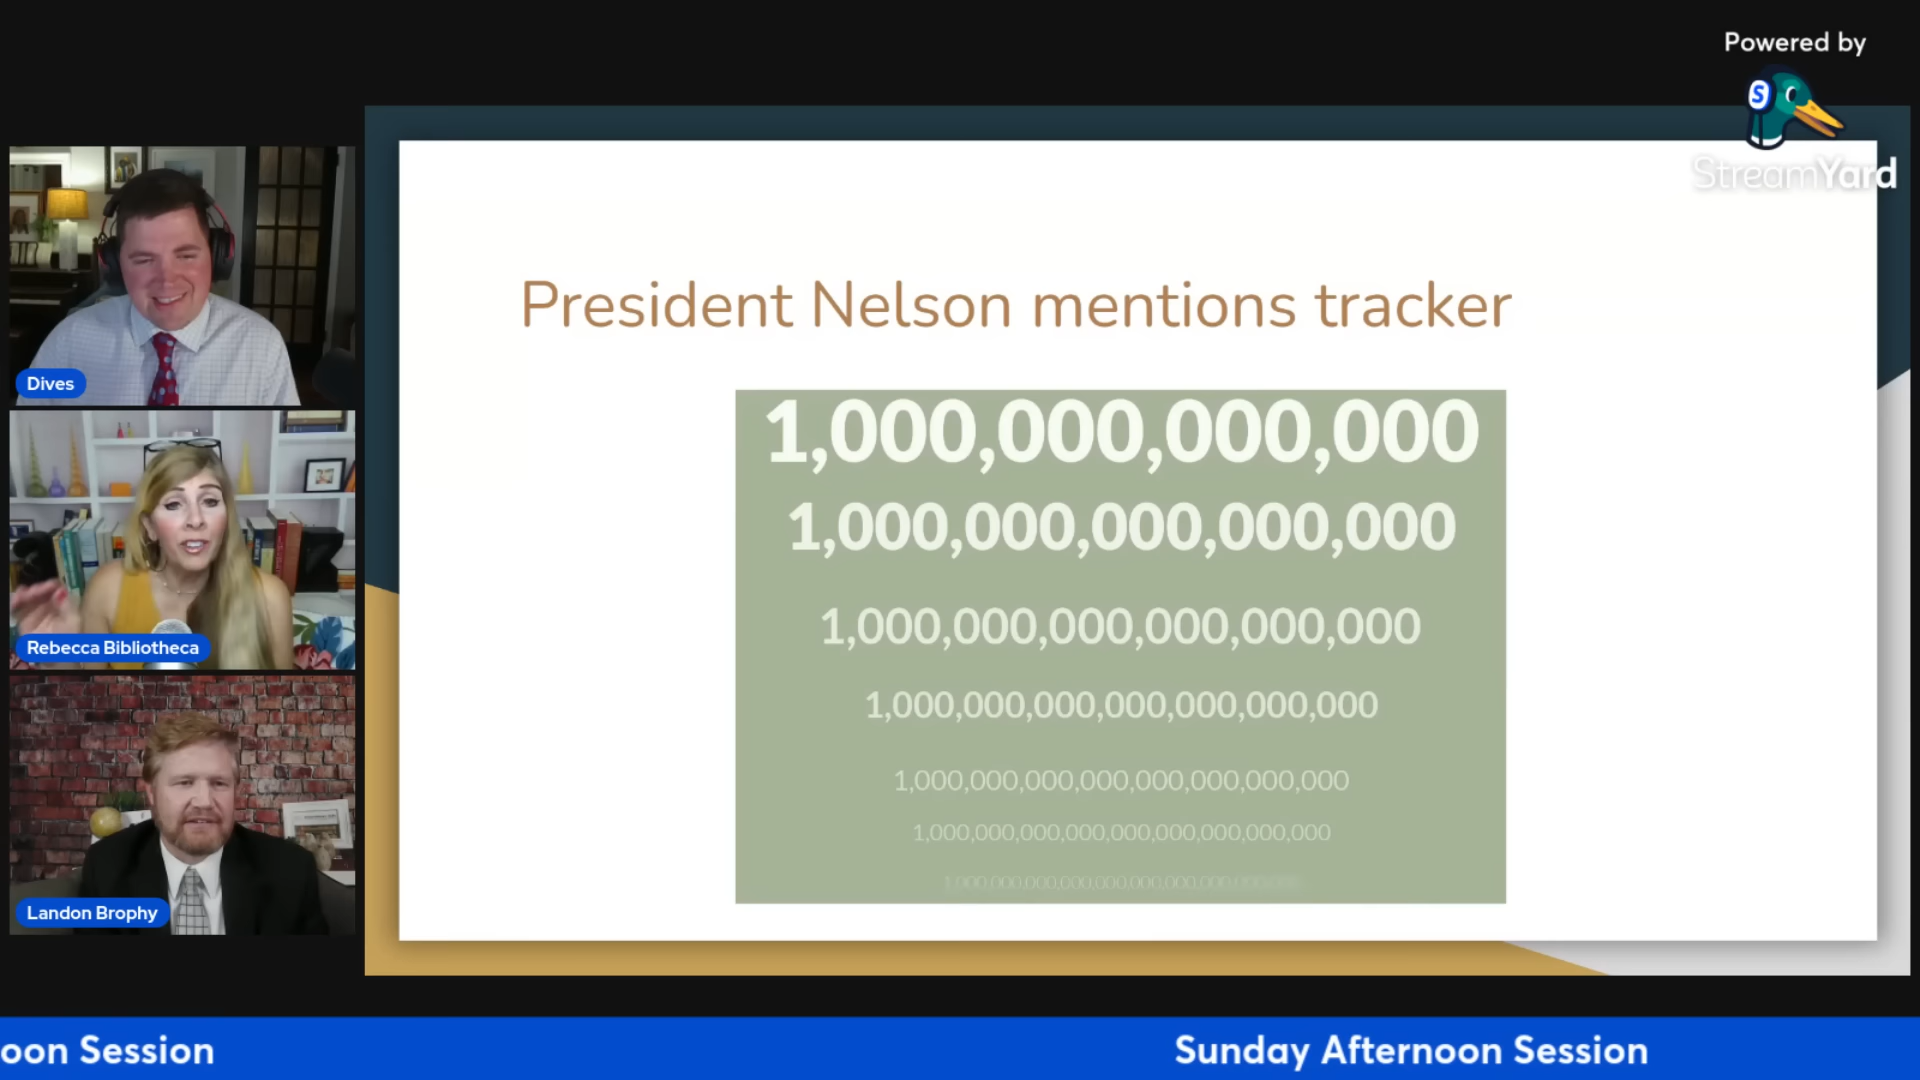 Powered by
StreamYard
Dives
Rebecca Bibliotheca
Landon Brophy
President Nelson mentions tracker
1,000,000,000,000
1,000,000,000,000,000
1,000,000,000,000,000,000
1,000,000,000,000,000,000,000
1,000,000,000,000,000,000,000,000
1,000,000,000,000,000,000,000,000,000
oon Session
Sunday Afternoon Session